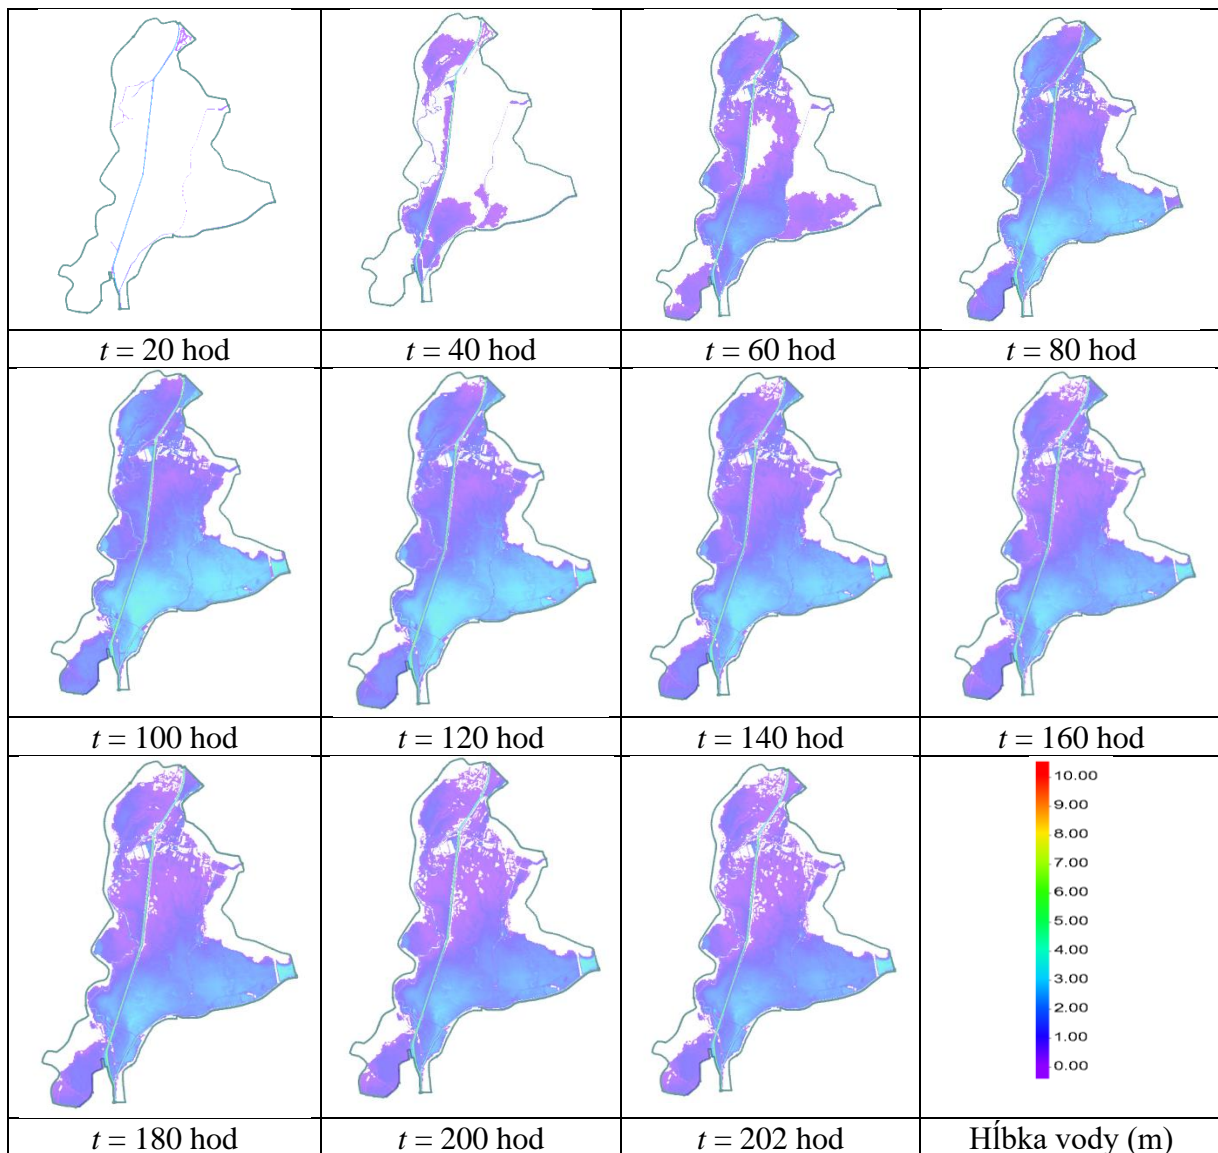 t = 20 hod
t = 40 hod
t = 60 hod
t = 80 hod
t = 100 hod
t = 120 hod
t = 140 hod
t = 160 hod
10.00
9.00
8.00
7.00
6.00
5.00
4.00
3.00
2.00
1.00
0.00
t = 180 hod
t = 200 hod
t = 202 hod
Hĺbka vody (m)